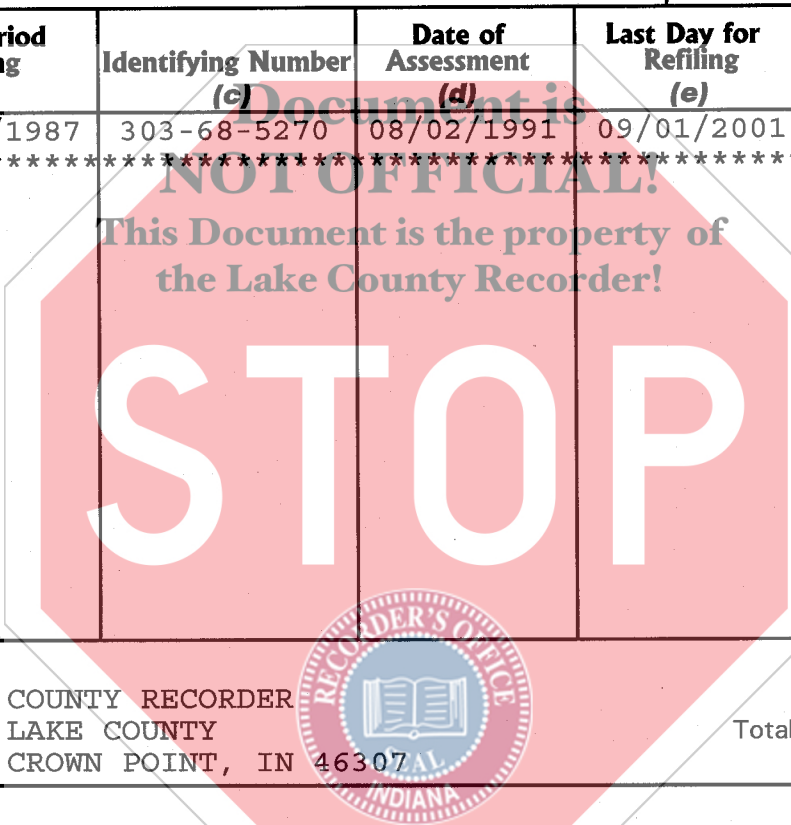 riod
ng
Identifying Number
(c)
Date of
Assessment
(d)
Last Day for
Refiling
(e)
/1987 303-68-5270 08/02/1991 09/01/2001
Document is
NOT OFFICIAL!
This Document is the property of
the Lake County Recorder!
STOP
RECORDER'S OFFICE
SEAL
INDIANA
COUNTY RECORDER
LAKE COUNTY
CROWN POINT, IN 46307
Total